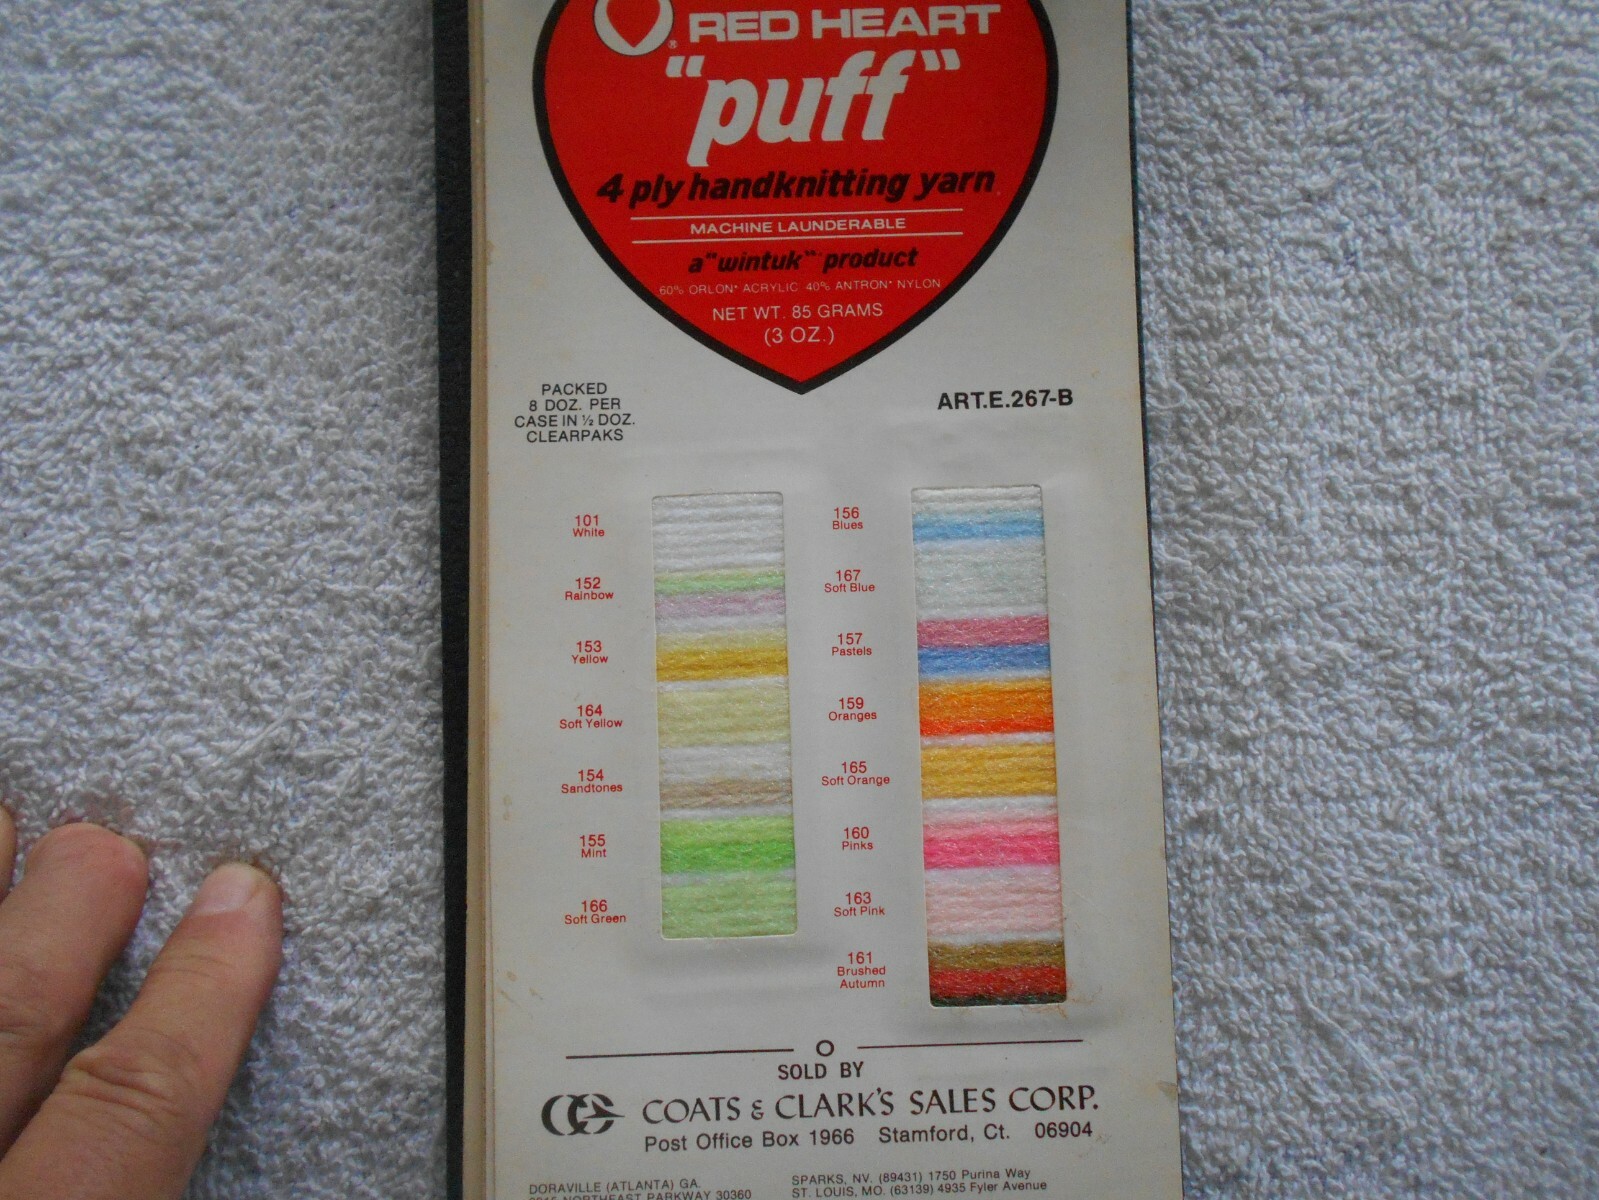 RED HEART
"puff"
4 ply handknitting yarn
MACHINE LAUNDERABLE
a "wintuk" product
60% ORLON* ACRYLIC 40% ANTRON* NYLON
NET WT. 85 GRAMS
(3 OZ.)
PACKED
8 DOZ. PER
CASE IN ½ DOZ.
CLEARPAKS
ART.E.267-B
101
White
152
Rainbow
153
Yellow
164
Soft Yellow
154
Sandtones
155
Mint
166
Soft Green
156
Blues
167
Soft Blue
157
Pastels
159
Oranges
165
Soft Orange
160
Pinks
163
Soft Pink
161
Brushed
Autumn
SOLD BY
COATS & CLARK'S SALES CORP.
Post Office Box 1966 Stamford, Ct. 06904
DORAVILLE (ATLANTA) GA.
NORTHEAST PARKWAY 30360
SPARKS, NV. (89431) 1750 Purina Way
ST. LOUIS, MO. (63139) 4935 Fyler Avenue